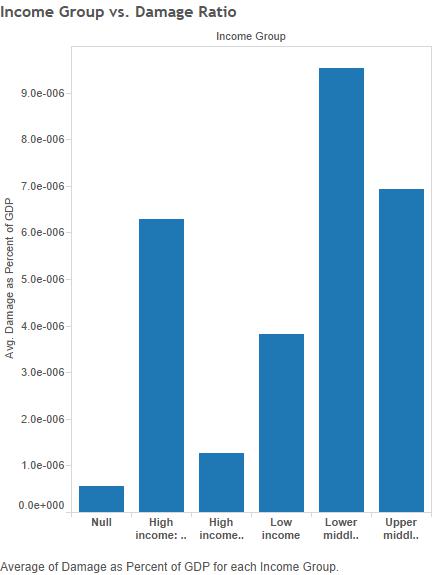 Income Group vs. Damage Ratio
Income Group
Avg. Damage as Percent of GDP
9.0e-006
8.0e-006
7.0e-006
6.0e-006
5.0e-006
4.0e-006
3.0e-006
2.0e-006
1.0e-006
0.0e+000
Null
High income: ..
High income..
Low income
Lower middl..
Upper middl..
Average of Damage as Percent of GDP for each Income Group.